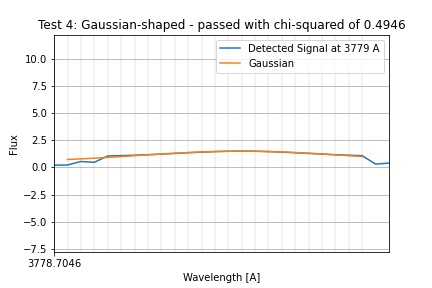 Test 4: Gaussian-shaped - passed with chi-squared of 0.4946
Detected Signal at 3779 A
Gaussian
10.0
7.5
5.0
2.5
0.0
−2.5
−5.0
−7.5
Flux
3778.7046
Wavelength [A]